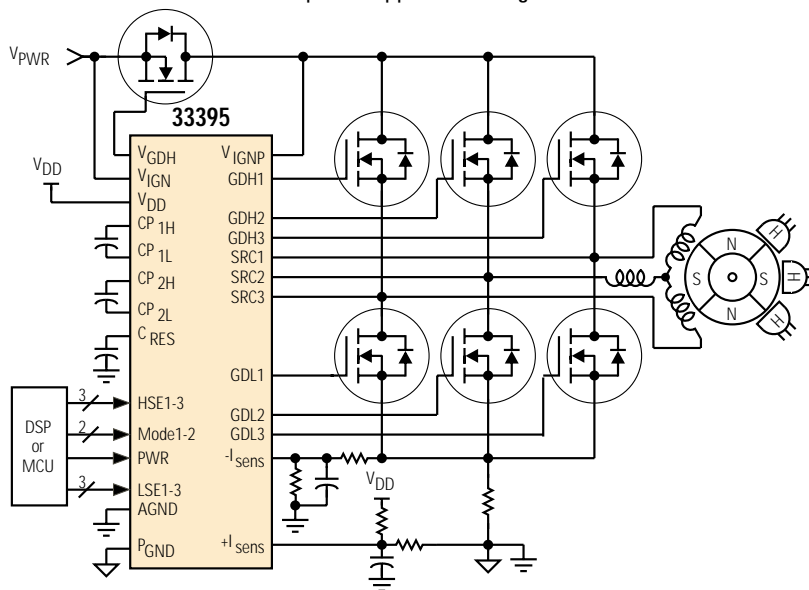 VPWR
33395
VGDH
VIGN
VDD
VDD
CP1H
CP1L
CP2H
CP2L
CRES
VIGNP
GDH1
GDH2
GDH3
SRC1
SRC2
SRC3
GDL1
GDL2
GDL3
-Isens
VDD
+Isens
DSP
or
MCU
3
2
3
HSE1-3
Mode1-2
PWR
LSE1-3
AGND
PGND
N
S
S
N
H
H
H